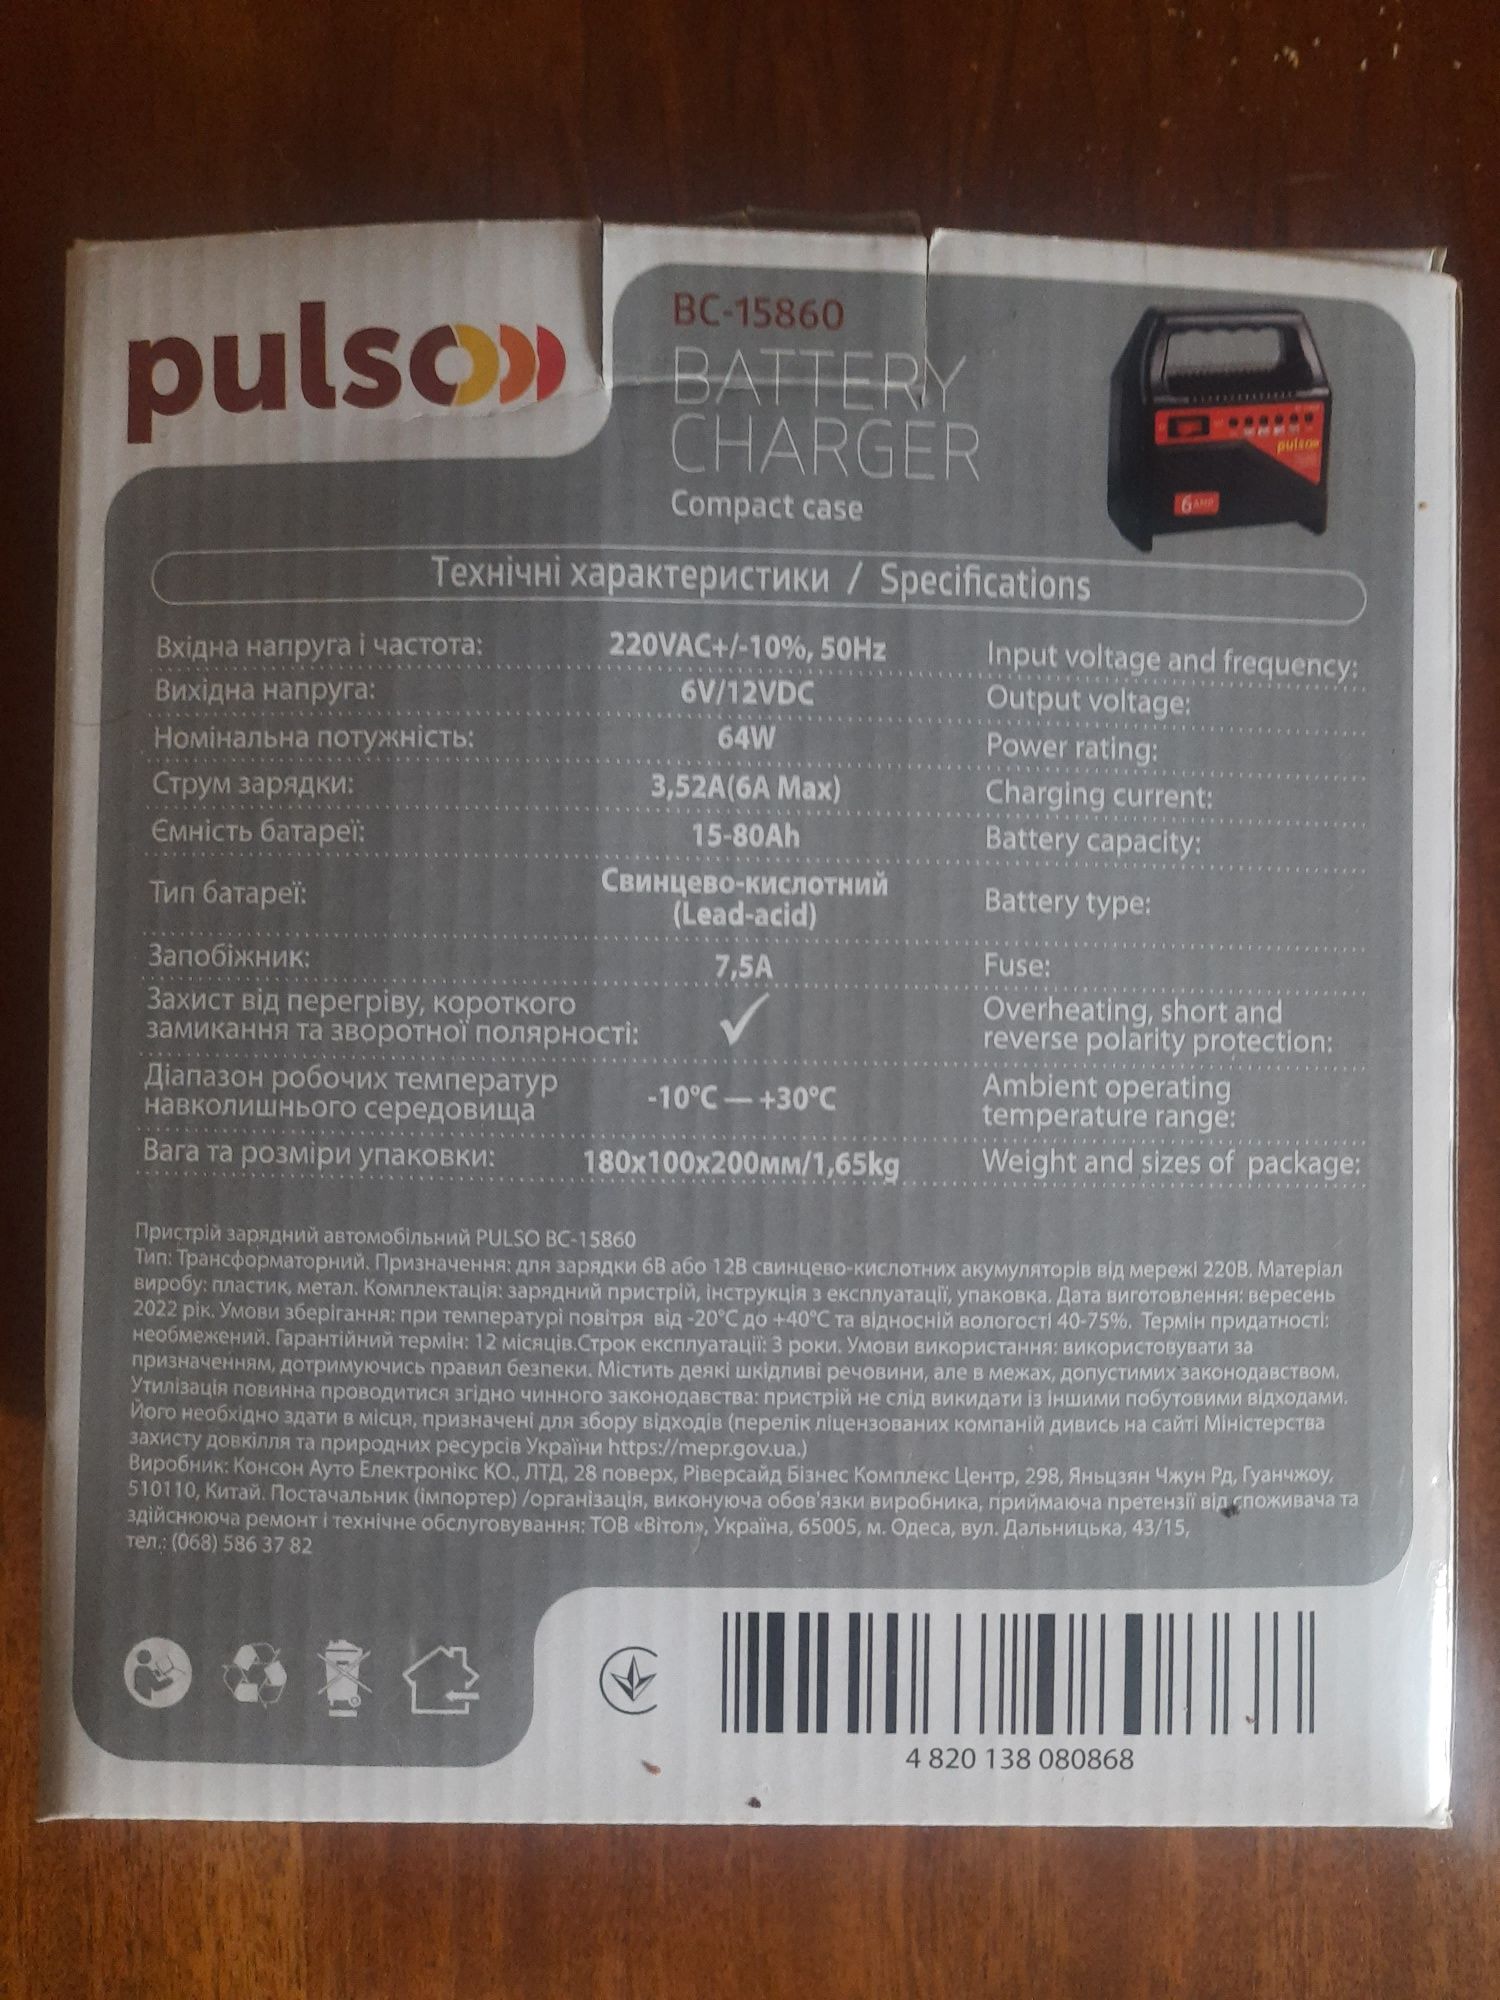 pulso
BC-15860
BATTERY
CHARGER
Compact case
pulso
6 AMP
Технічні характеристики / Specifications
Вхідна напруга і частота: 220VAC+/-10%, 50Hz Input voltage and frequency:
Вихідна напруга: 6V/12VDC Output voltage:
Номінальна потужність: 64W Power rating:
Струм зарядки: 3,52A(6A Max) Charging current:
Ємність батареї: 15-80Ah Battery capacity:
Тип батареї: Свинцево-кислотний (Lead-acid) Battery type:
Запобіжник: 7,5A Fuse:
Захист від перегріву, короткого Overheating, short and
замикання та зворотної полярності: ✓ reverse polarity protection:
Діапазон робочих температур Ambient operating
навколишнього середовища -10°C — +30°C temperature range:
Вага та розміри упаковки: 180x100x200мм/1,65kg Weight and sizes of package:
Пристрій зарядний автомобільний PULSO BC-15860
Тип: Трансформаторний. Призначення: для зарядки 6В або 12В свинцево-кислотних акумуляторів від мережі 220В. Матеріал
виробу: пластик, метал. Комплектація: зарядний пристрій, інструкція з експлуатації, упаковка. Дата виготовлення: вересень
2022 рік. Умови зберігання: при температурі повітря від -20°C до +40°C та відносній вологості 40-75%. Термін придатності:
необмежений. Гарантійний термін: 12 місяців.Строк експлуатації: 3 роки. Умови використання: використовувати за
призначенням, дотримуючись правил безпеки. Містить деякі шкідливі речовини, але в межах, допустимих законодавством.
Утилізація повинна проводитися згідно чинного законодавства: пристрій не слід викидати із іншими побутовими відходами.
Його необхідно здати в місця, призначені для збору відходів (перелік ліцензованих компаній дивись на сайті Міністерства
захисту довкілля та природних ресурсів України https://mepr.gov.ua.)
Виробник: Консон Ауто Електронікс КО., ЛТД, 28 поверх, Ріверсайд Бізнес Комплекс Центр, 298, Яньцзян Чжун Рд, Гуанчжоу,
510110, Китай. Постачальник (імпортер) /організація, виконуюча обов'язки виробника, приймаюча претензії від споживача та
здійснююча ремонт і технічне обслуговування: ТОВ «Вітол», Україна, 65005, м. Одеса, вул. Дальницька, 43/15,
тел.: (068) 586 37 82
4 820 138 080868